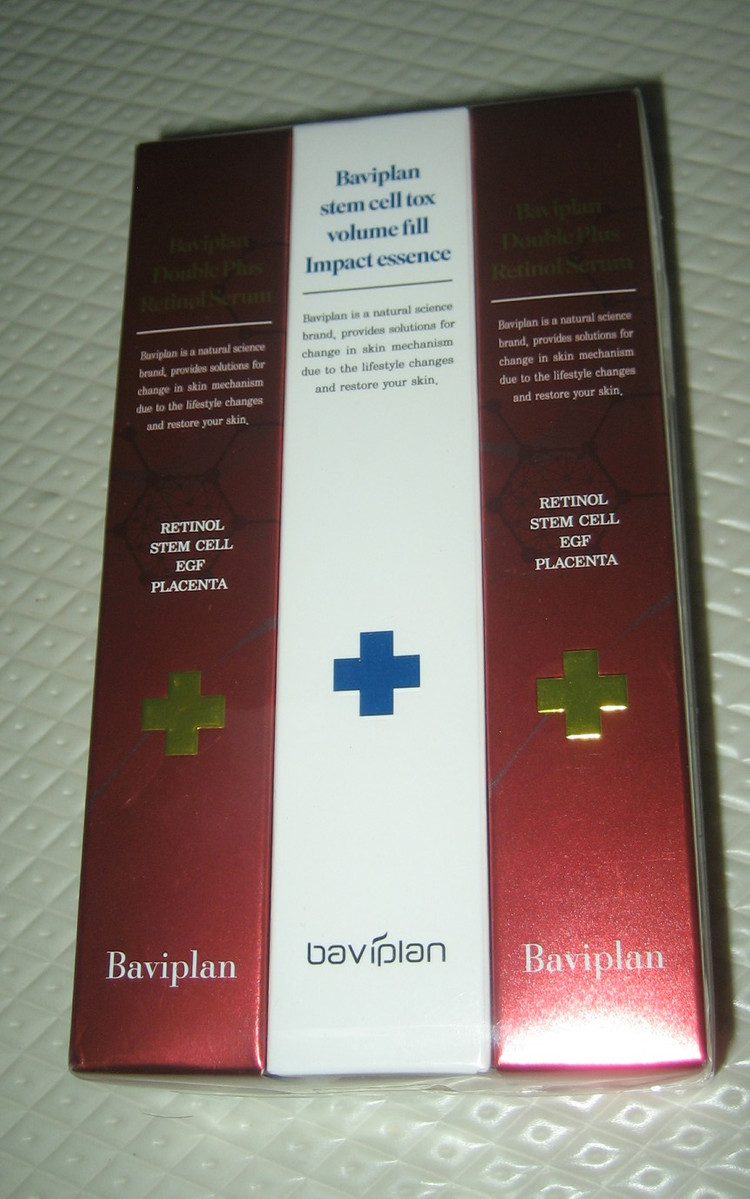 Baviplan
Double Plus
Retinol Serum
Baviplan is a natural science
brand, provides solutions for
change in skin mechanism
due to the lifestyle changes
and restore your skin.
RETINOL
STEM CELL
EGF
PLACENTA
Baviplan
Baviplan
stem cell tox
volume fill
Impact essence
Baviplan is a natural science
brand, provides solutions for
change in skin mechanism
due to the lifestyle changes
and restore your skin.
baviplan
Baviplan
Double Plus
Retinol Serum
Baviplan is a natural science
brand, provides solutions for
change in skin mechanism
due to the lifestyle changes
and restore your skin.
RETINOL
STEM CELL
EGF
PLACENTA
Baviplan